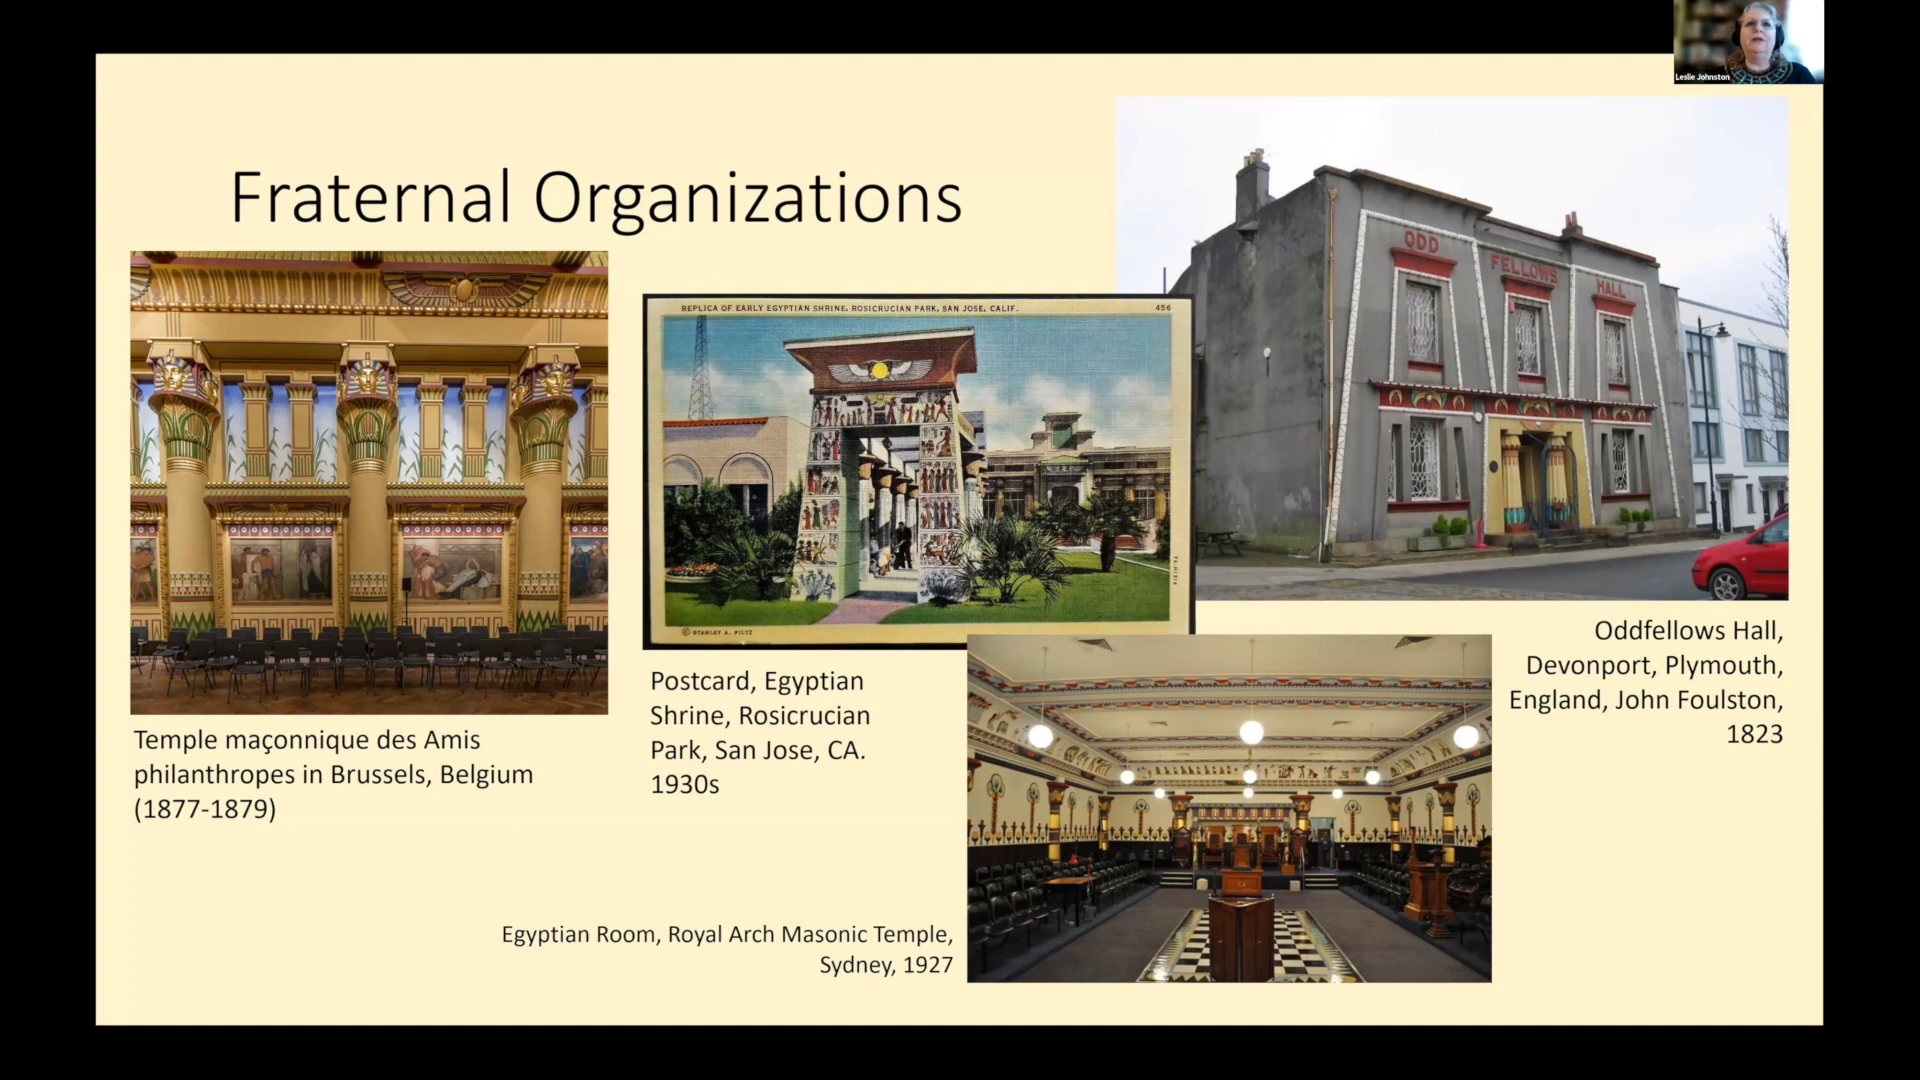 Leslie Johnston
Fraternal Organizations
ODD
FELLOWS
HALL
REPLICA OF EARLY EGYPTIAN SHRINE, ROSICRUCIAN PARK, SAN JOSE, CALIF.
456
© STANLEY A. PILTZ
Temple maçonnique des Amis
philanthropes in Brussels, Belgium
(1877-1879)
Postcard, Egyptian
Shrine, Rosicrucian
Park, San Jose, CA.
1930s
Oddfellows Hall,
Devonport, Plymouth,
England, John Foulston,
1823
Egyptian Room, Royal Arch Masonic Temple,
Sydney, 1927